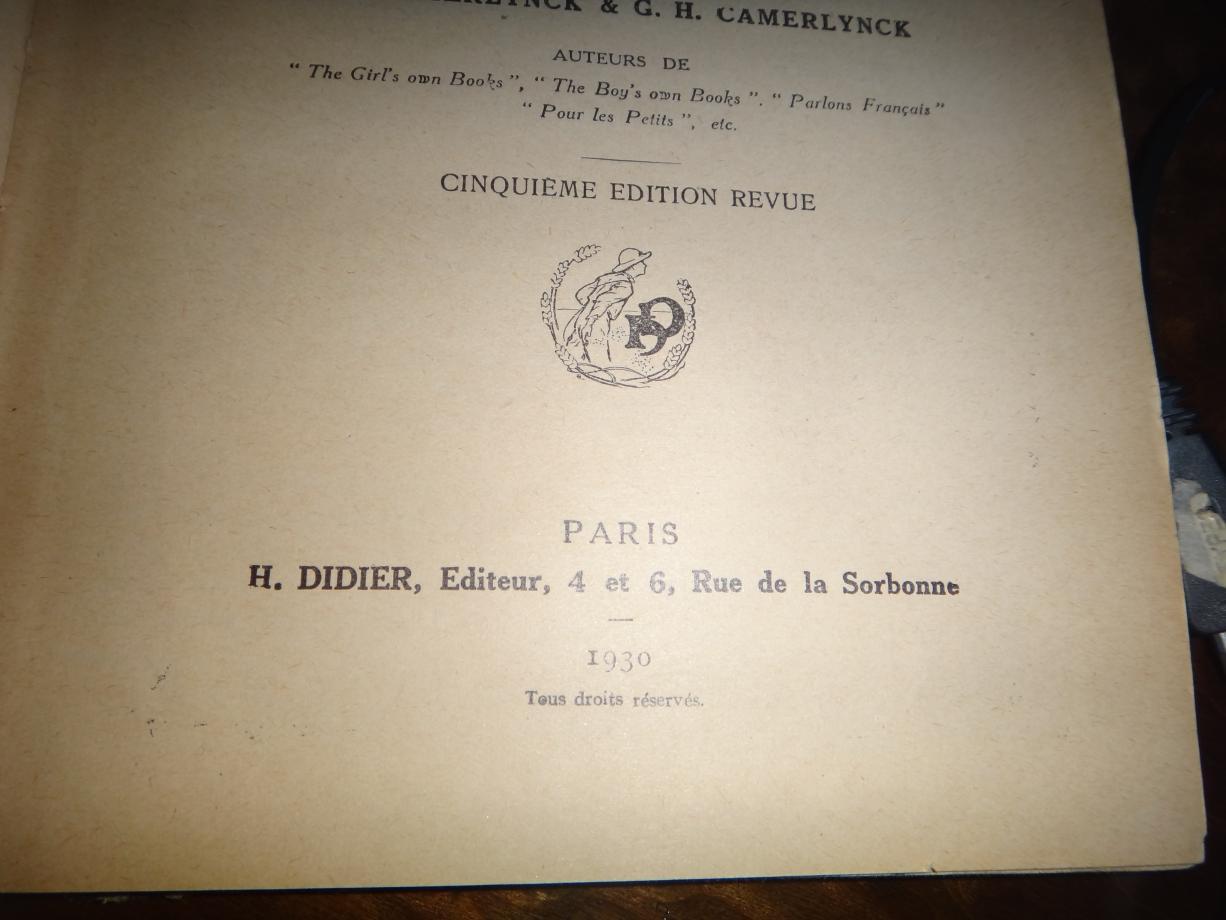 & G. H. CAMERLYNCK
AUTEURS DE
“ The Girl's own Books ”, “ The Boy's own Books ”. “ Parlons Français ”
“ Pour les Petits ”, etc.
CINQUIÈME EDITION REVUE
PARIS
H. DIDIER, Editeur, 4 et 6, Rue de la Sorbonne
1930
Tous droits réservés.